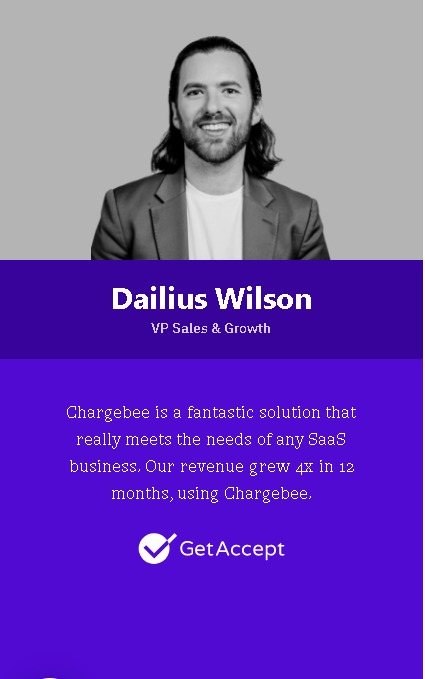 Dailius Wilson
VP Sales & Growth
Chargebee is a fantastic solution that
really meets the needs of any SaaS
business. Our revenue grew 4x in 12
months, using Chargebee.
GetAccept